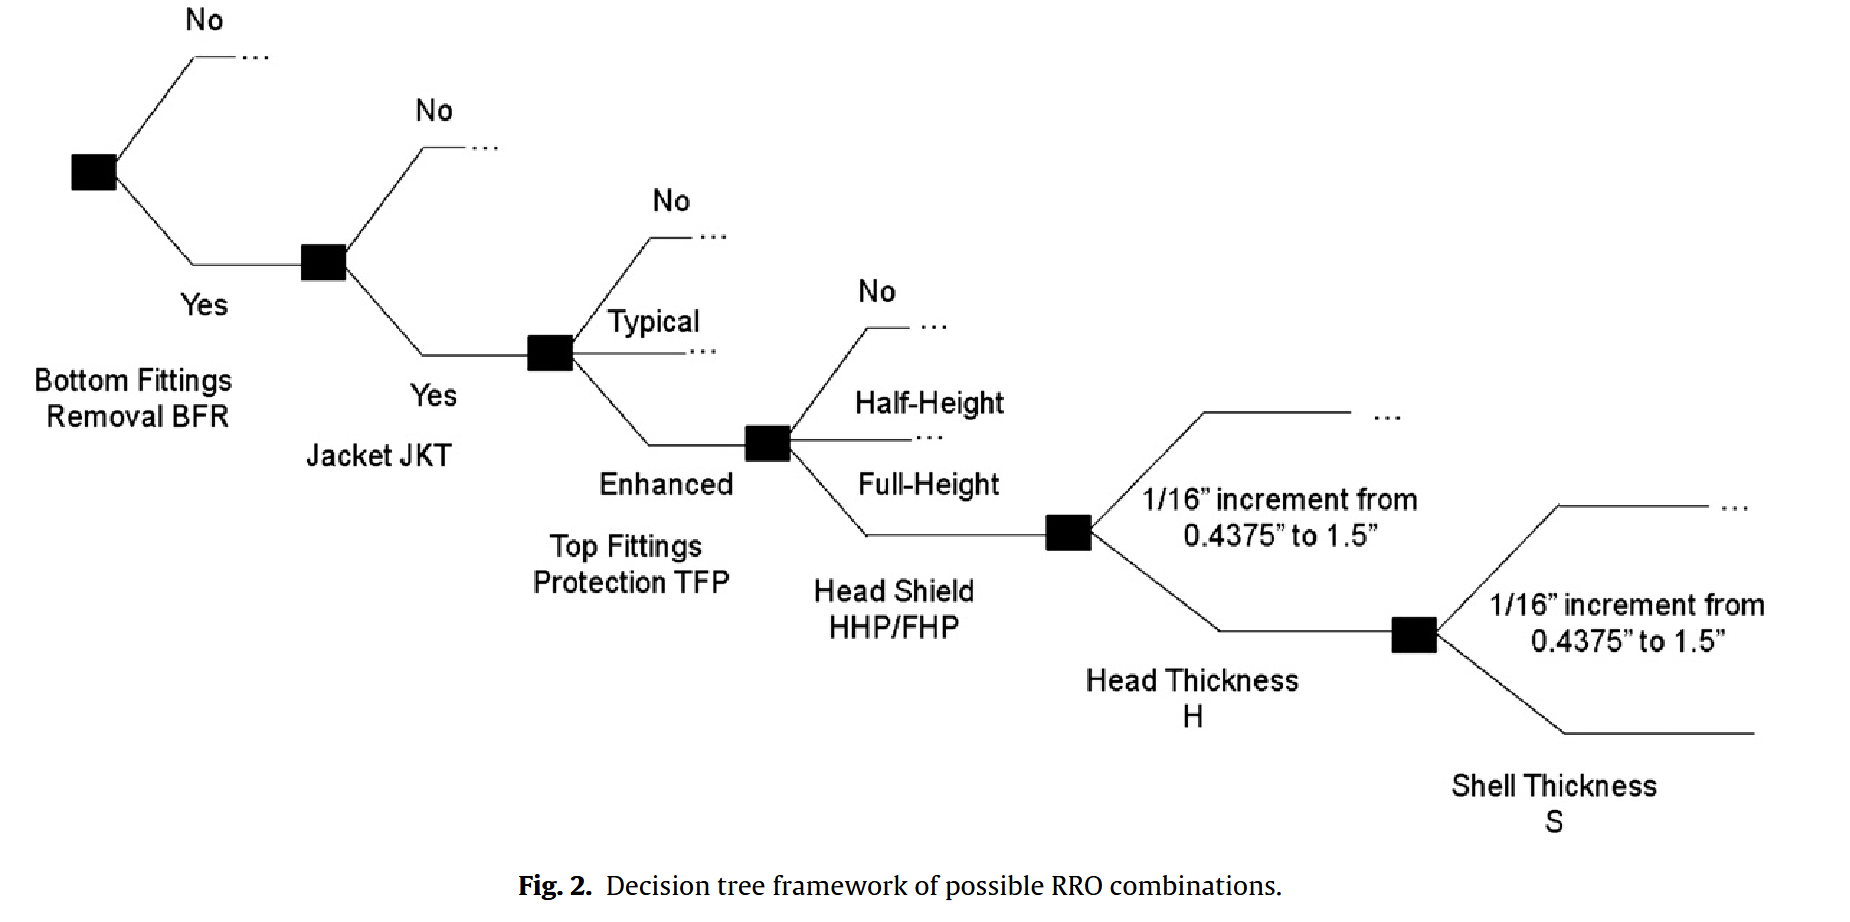 No
...
No
...
No
...
Typical
...
Yes
Bottom Fittings
Removal BFR
Yes
Jacket JKT
No
...
Half-Height
...
Enhanced
Full-Height
Top Fittings
Protection TFP
Head Shield
HHP/FHP
...
1/16” increment from
0.4375” to 1.5”
Head Thickness
H
...
1/16” increment from
0.4375” to 1.5”
Shell Thickness
S
Fig. 2. Decision tree framework of possible RRO combinations.